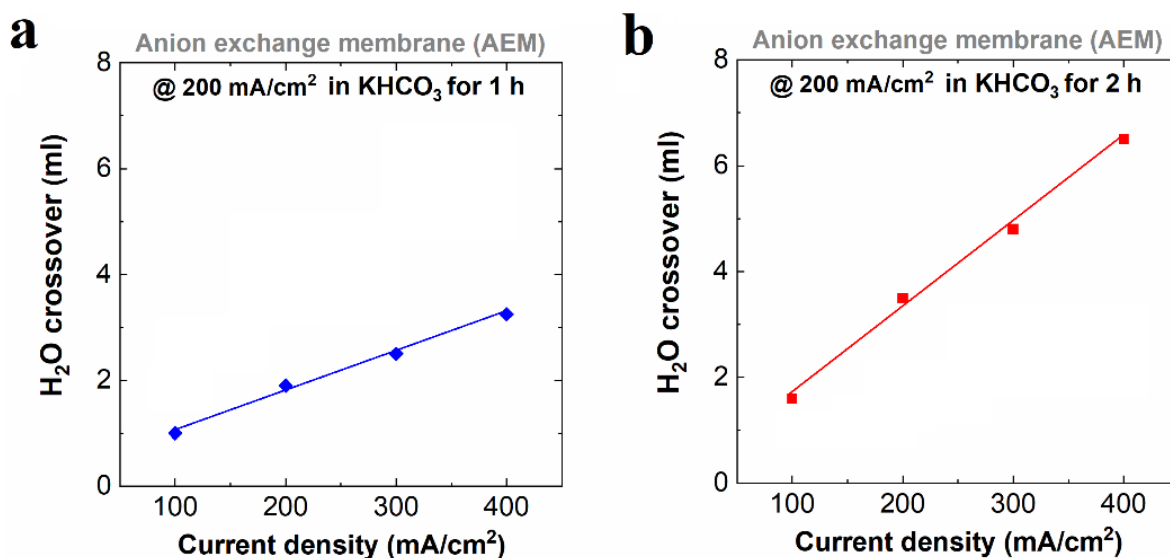 a
Anion exchange membrane (AEM)
@ 200 mA/cm² in KHCO₃ for 1 h
H₂O crossover (ml)
8
6
4
2
0
100 200 300 400
Current density (mA/cm²)
b
Anion exchange membrane (AEM)
@ 200 mA/cm² in KHCO₃ for 2 h
H₂O crossover (ml)
8
6
4
2
0
100 200 300 400
Current density (mA/cm²)